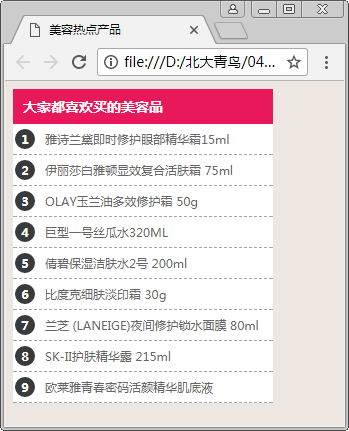 美容热点产品
file:///D:/北大青鸟/04...
大家都喜欢买的美容品
1 雅诗兰黛即时修护眼部精华霜15ml
2 伊丽莎白雅顿显效复合活肤霜 75ml
3 OLAY玉兰油多效修护霜 50g
4 巨型一号丝瓜水320ML
5 倩碧保湿洁肤水2号 200ml
6 比度克细肤淡印霜 30g
7 兰芝 (LANEIGE)夜间修护锁水面膜 80ml
8 SK-II护肤精华露 215ml
9 欧莱雅青春密码活颜精华肌底液